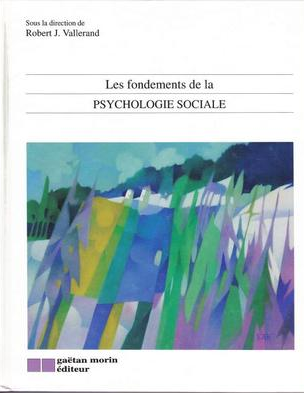 Sous la direction de
Robert J. Vallerand
Les fondements de la
PSYCHOLOGIE SOCIALE
gaëtan morin
éditeur